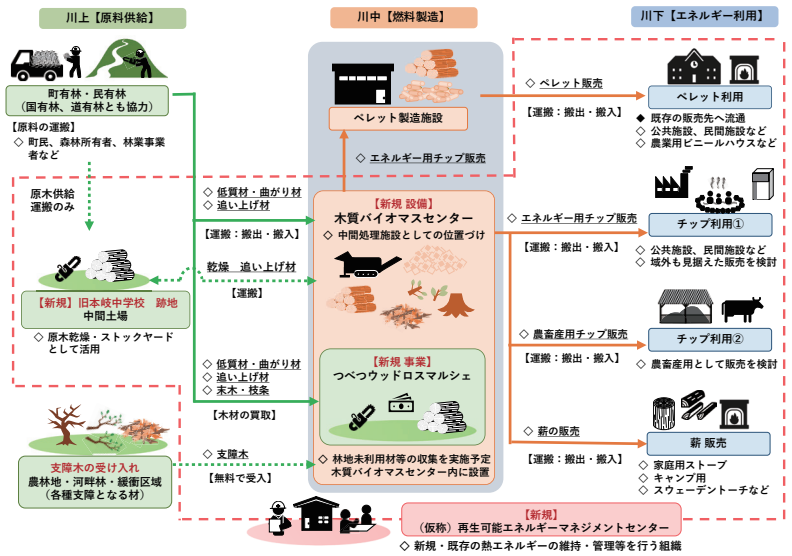 川上【原料供給】
川中【燃料製造】
川下【エネルギー利用】
町有林・民有林
（国有林、道有林とも協力）
【原料の運搬】
◇ 町民、森林所有者、林業事業
者など
原木供給
運搬のみ
【新規】旧本岐中学校　跡地
中間土場
◇ 原木乾燥・ストックヤード
として活用
支障木の受け入れ
農林地・河畔林・緩衝区域
（各種支障となる材）
◇ 低質材・曲がり材
◇ 追い上げ材
【運搬：搬出・搬入】
乾燥　追い上げ材
【運搬】
◇ 低質材・曲がり材
◇ 追い上げ材
◇ 末木・枝条
【木材の買取】
◇ 支障木
【無料で受入】
ペレット製造施設
◇ エネルギー用チップ販売
【新規 設備】
木質バイオマスセンター
◇ 中間処理施設としての位置づけ
【新規 事業】
つべつウッドロスマルシェ
◇ 林地未利用材等の収集を実施予定
木質バイオマスセンター内に設置
◇ ペレット販売
【運搬：搬出・搬入】
ペレット利用
◆ 既存の販売先へ流通
◇ 公共施設、民間施設など
◇ 農業用ビニールハウスなど
◇ エネルギー用チップ販売
【運搬：搬出・搬入】
チップ利用①
◇ 公共施設、民間施設など
◇ 域外も見据えた販売を検討
◇ 農畜産用チップ販売
【運搬：搬出・搬入】
チップ利用②
◇ 農畜産用として販売を検討
◇ 薪の販売
【運搬：搬出・搬入】
薪 販売
◇ 家庭用ストーブ
◇ キャンプ用
◇ スウェーデントーチなど
【新規】
（仮称）再生可能エネルギーマネジメントセンター
◇ 新規・既存の熱エネルギーの維持・管理等を行う組織